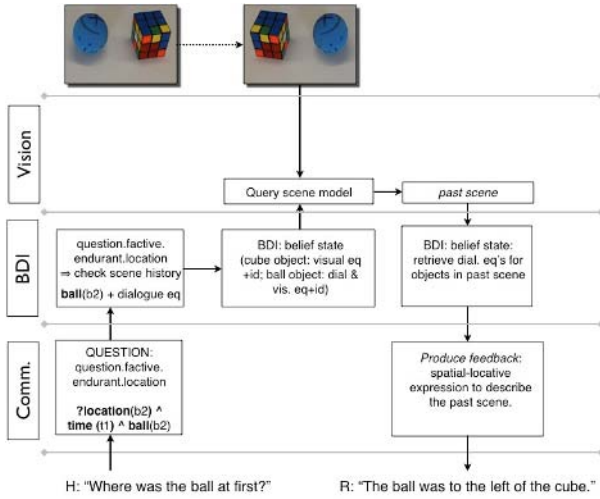 Vision
Query scene model
past scene
BDI
question.factive.
endurant.location
⇒ check scene history
ball(b2) + dialogue eq
BDI: belief state
(cube object: visual eq
+id; ball object: dial &
vis. eq+id)
BDI: belief state:
retrieve dial. eq's for
objects in past scene
Comm.
QUESTION:
question.factive.
endurant.location
?location(b2) ^
time (t1) ^ ball(b2)
Produce feedback:
spatial-locative
expression to describe
the past scene.
H: "Where was the ball at first?"
R: "The ball was to the left of the cube."